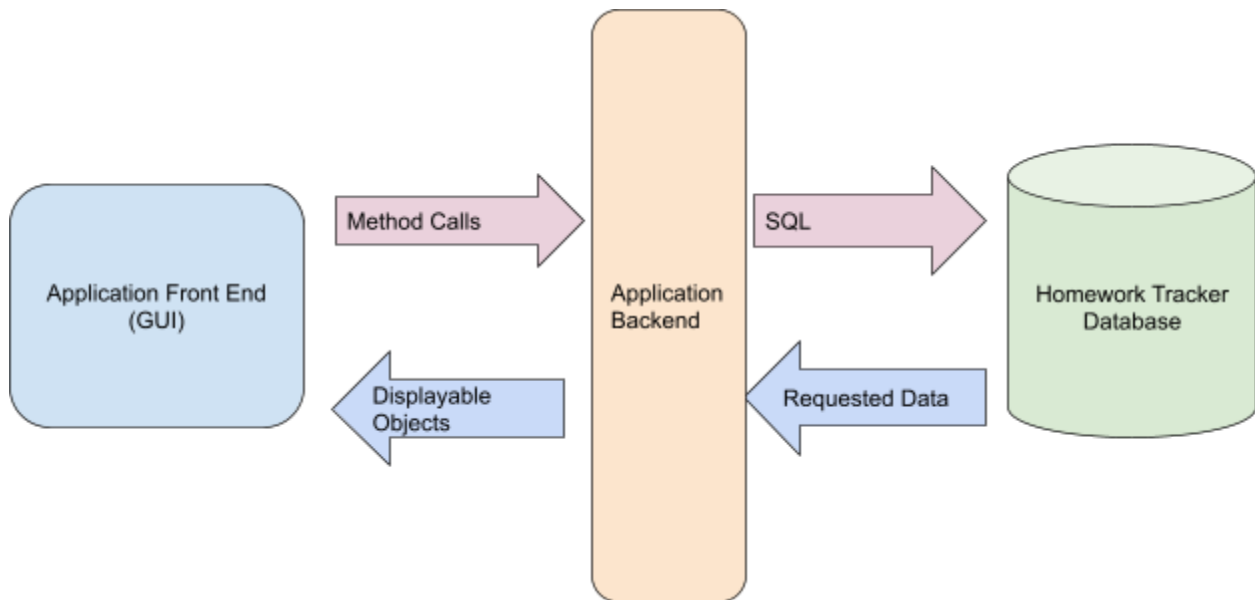 Application Front End
(GUI)
Method Calls
Displayable
Objects
Application
Backend
SQL
Requested Data
Homework Tracker
Database